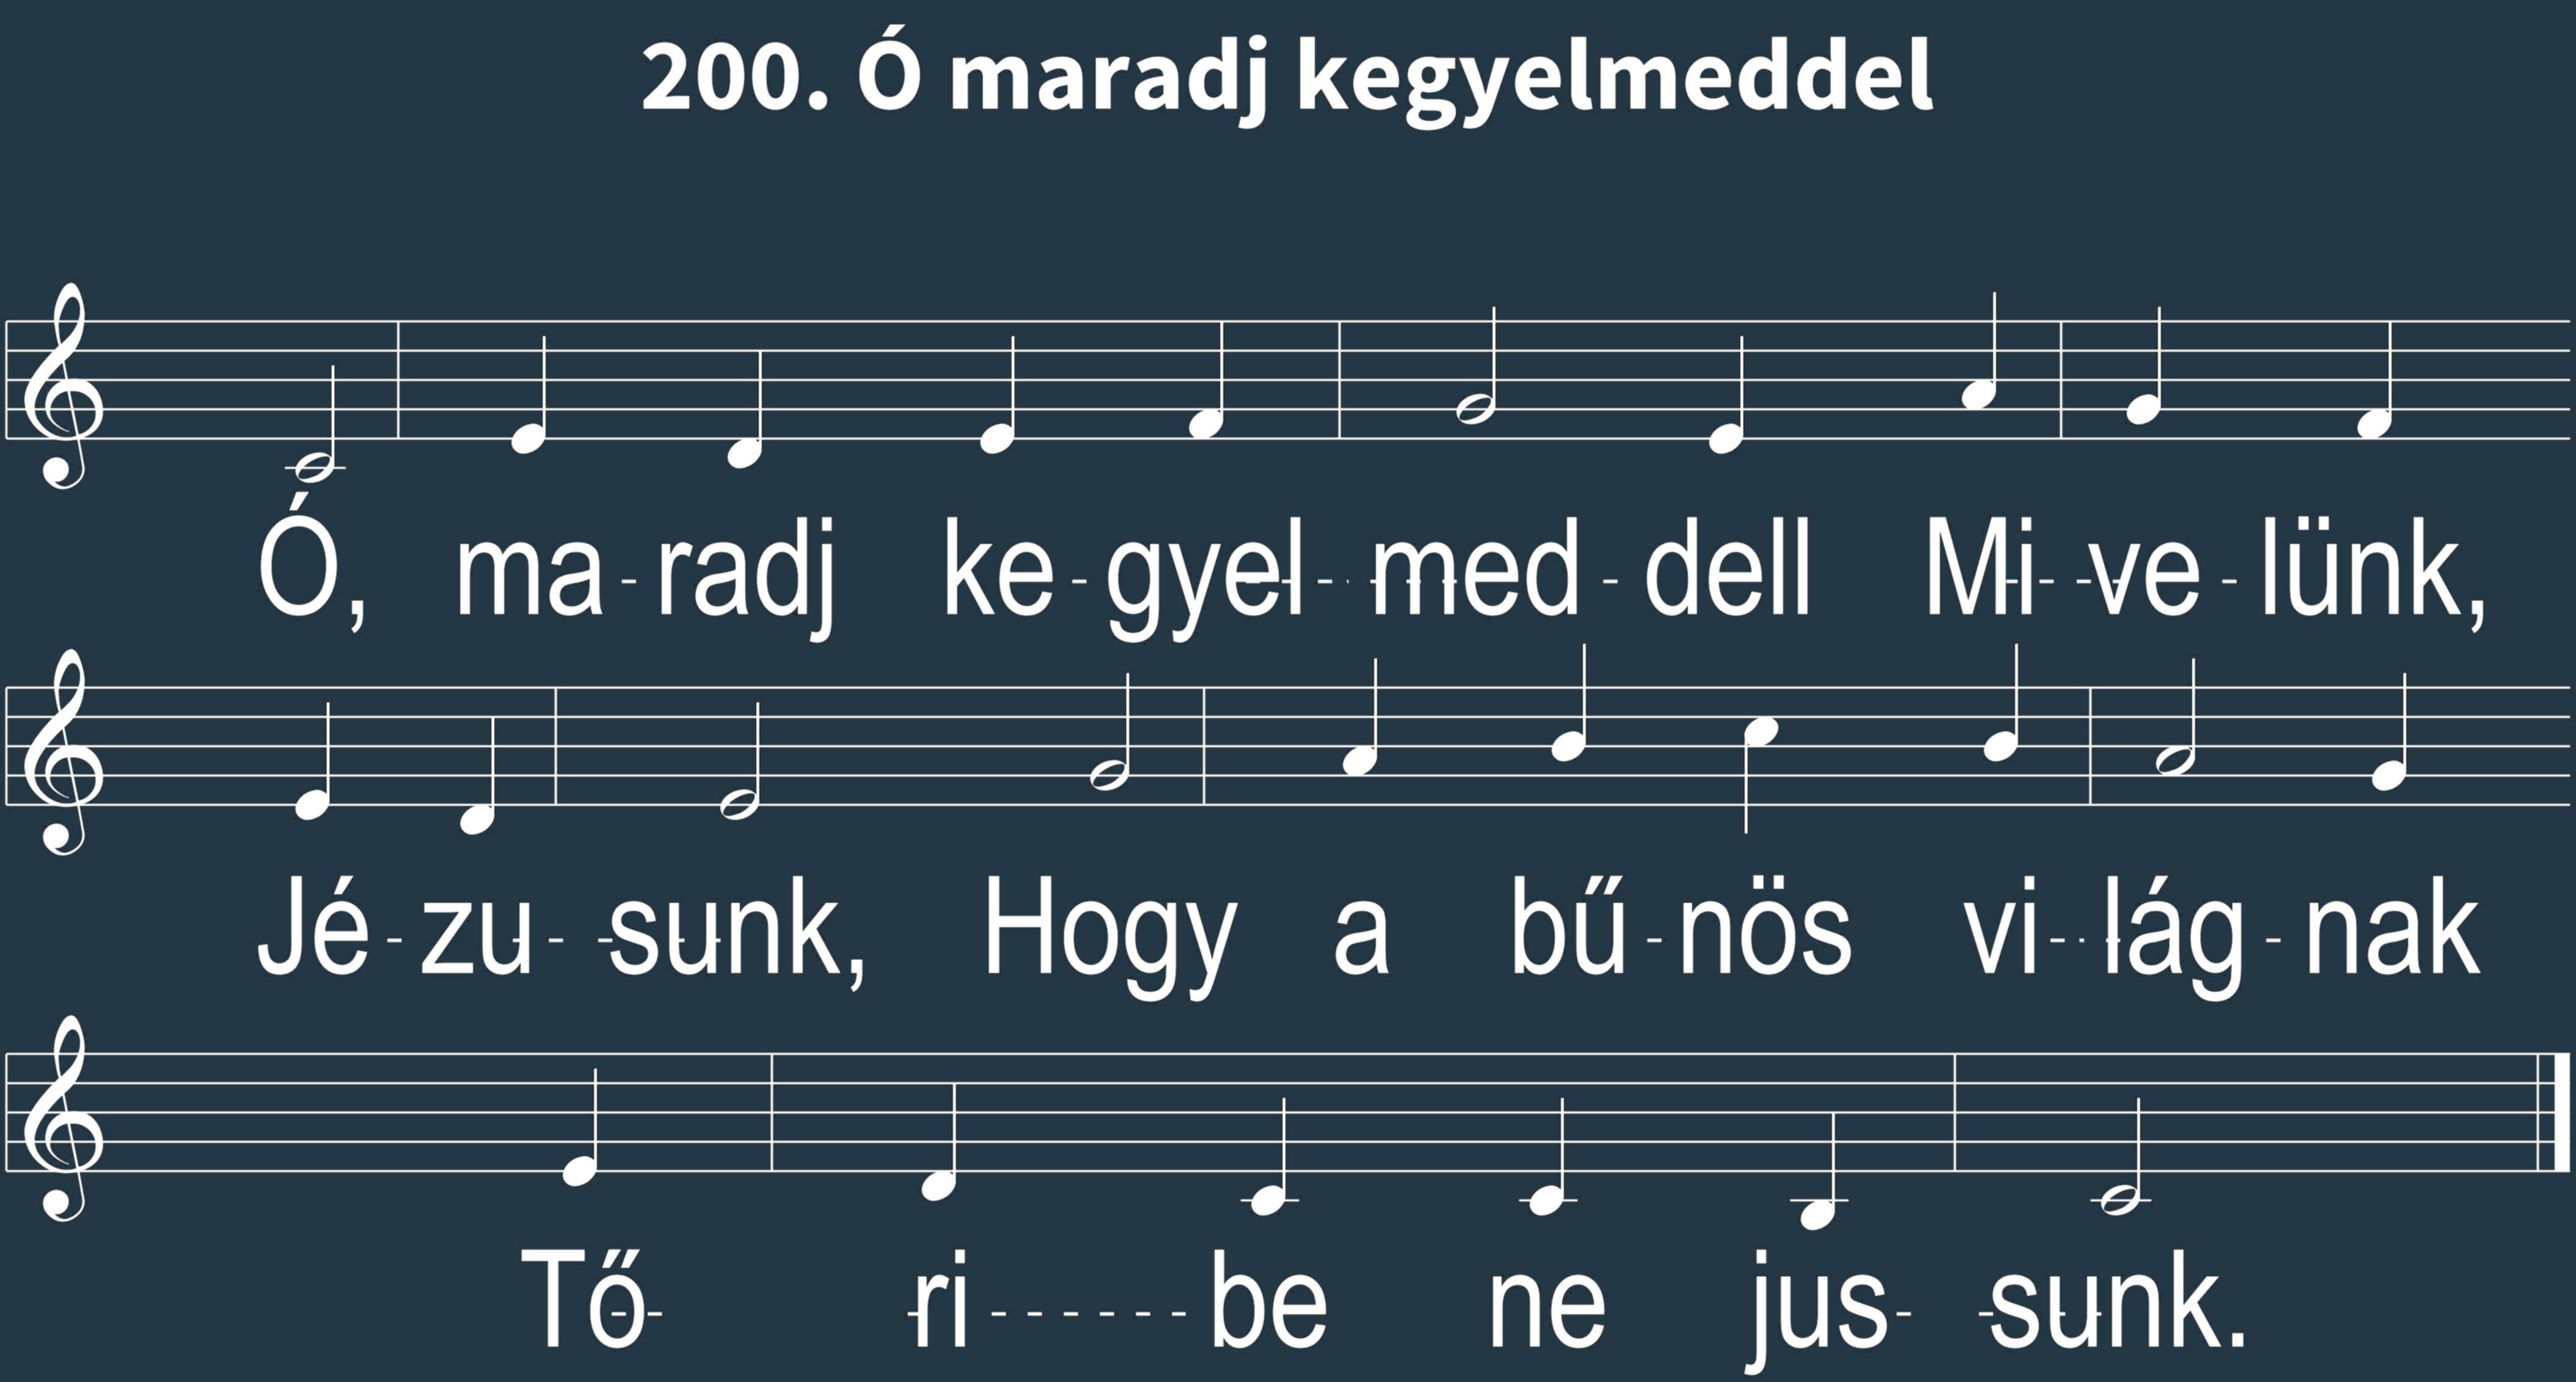 200. Ó maradj kegyelmeddel
Ó, ma-radj ke-gyel-med-dell Mi-ve-lünk,
Jé-zu-sunk, Hogy a bű-nös vi-lág-nak
Tő-ri-be ne jus-sunk.